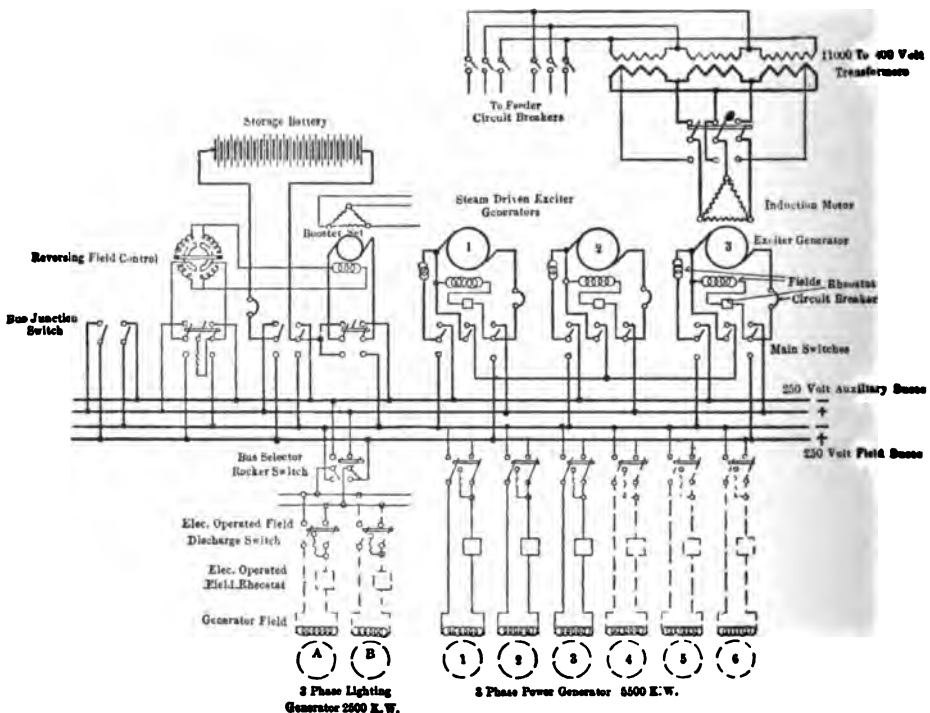 11000 To 400 Volt
Transformers
To Feeder
Circuit Breakers
Storage Battery
Induction Motor
Steam Driven Exciter
Generators
Booster Set
1
2
3
Exciter Generator
Reversing Field Control
Fields
Rheostat
Circuit Breaker
Bus Junction
Switch
Main Switches
250 Volt Auxiliary Buses
−
+
−
+
250 Volt Field Buses
Bus Selector
Rocker Switch
Elec. Operated Field
Discharge Switch
Elec. Operated
Field Rheostat
Generator Field
A
B
1
2
3
4
5
6
3 Phase Lighting
Generator 2500 K.W.
3 Phase Power Generator 5500 K.W.